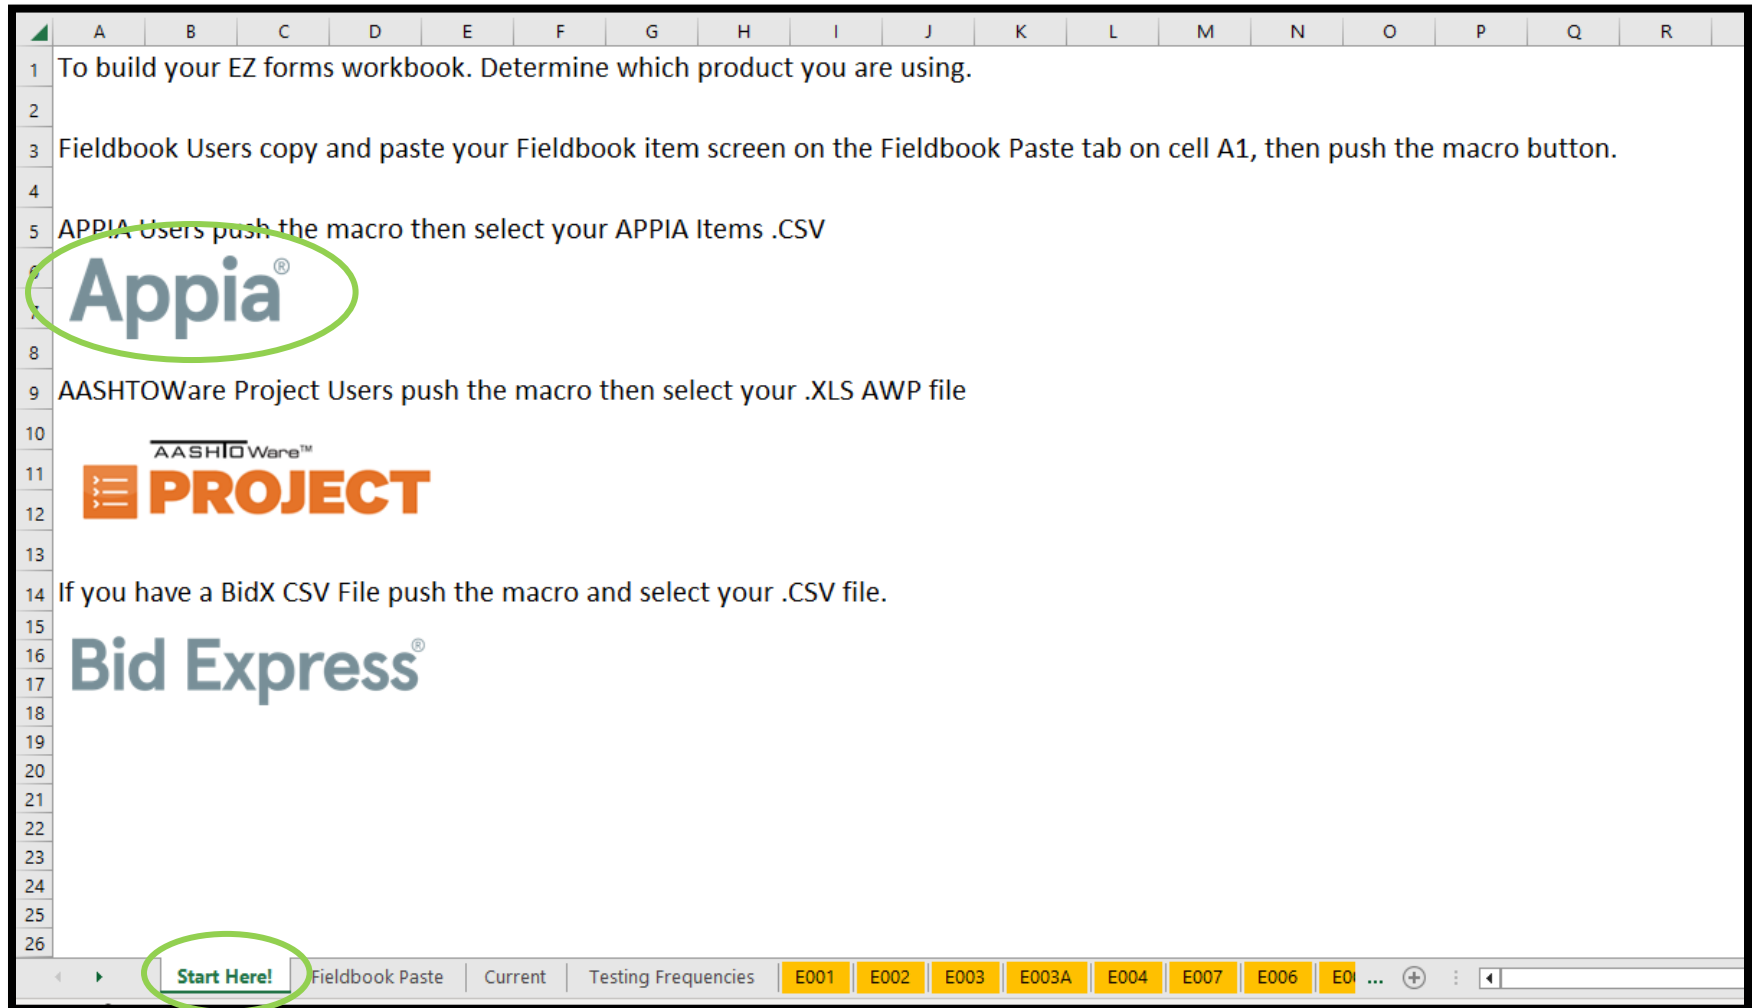 A B C D E F G H I J K L M N O P Q R
1 To build your EZ forms workbook. Determine which product you are using.
2
3 Fieldbook Users copy and paste your Fieldbook item screen on the Fieldbook Paste tab on cell A1, then push the macro button.
4
5 APPIA Users push the macro then select your APPIA Items .CSV
6
Appia®
7
8
9 AASHTOWare Project Users push the macro then select your .XLS AWP file
10
AASHTOWare™
11
PROJECT
12
13
14 If you have a BidX CSV File push the macro and select your .CSV file.
15
16
Bid Express®
17
18
19
20
21
22
23
24
25
26
Start Here! Fieldbook Paste Current Testing Frequencies E001 E002 E003 E003A E004 E007 E006 ...